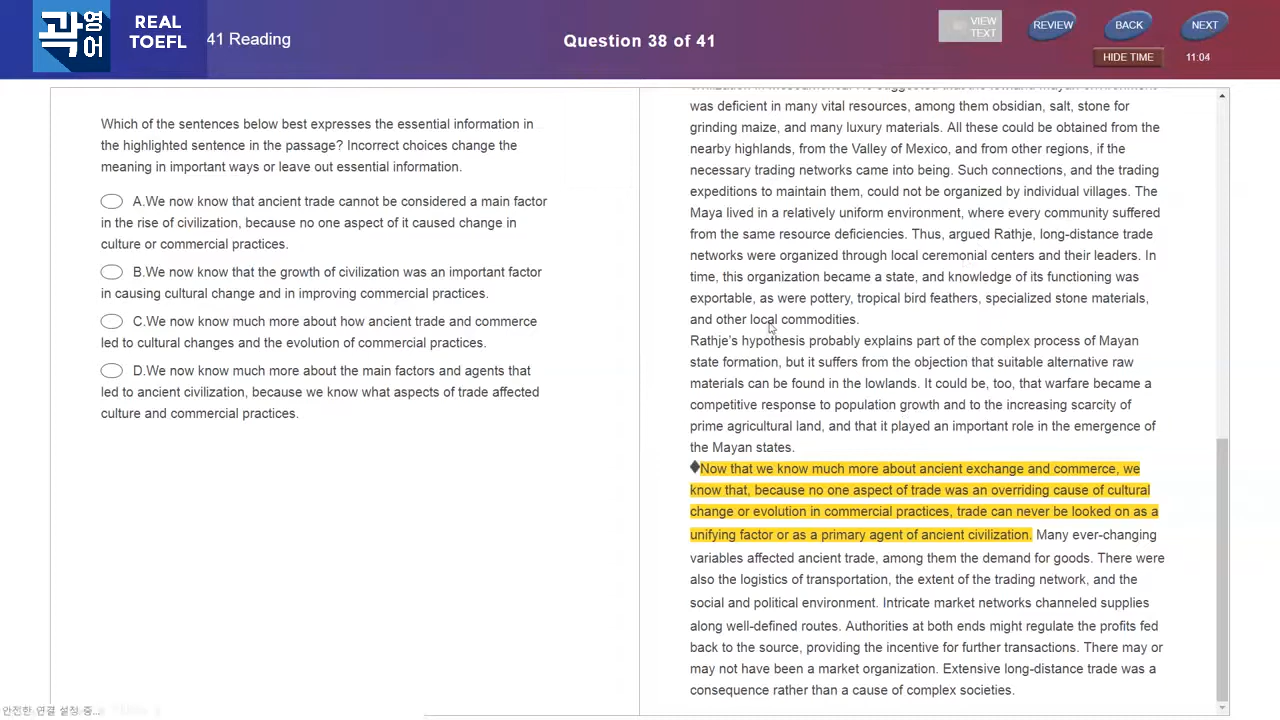 곽영어
REAL TOEFL
41 Reading
Question 38 of 41
VIEW TEXT
REVIEW
BACK
NEXT
HIDE TIME
11:04
Which of the sentences below best expresses the essential information in
the highlighted sentence in the passage? Incorrect choices change the
meaning in important ways or leave out essential information.
A.We now know that ancient trade cannot be considered a main factor
in the rise of civilization, because no one aspect of it caused change in
culture or commercial practices.
B.We now know that the growth of civilization was an important factor
in causing cultural change and in improving commercial practices.
C.We now know much more about how ancient trade and commerce
led to cultural changes and the evolution of commercial practices.
D.We now know much more about the main factors and agents that
led to ancient civilization, because we know what aspects of trade affected
culture and commercial practices.
was deficient in many vital resources, among them obsidian, salt, stone for
grinding maize, and many luxury materials. All these could be obtained from the
nearby highlands, from the Valley of Mexico, and from other regions, if the
necessary trading networks came into being. Such connections, and the trading
expeditions to maintain them, could not be organized by individual villages. The
Maya lived in a relatively uniform environment, where every community suffered
from the same resource deficiencies. Thus, argued Rathje, long-distance trade
networks were organized through local ceremonial centers and their leaders. In
time, this organization became a state, and knowledge of its functioning was
exportable, as were pottery, tropical bird feathers, specialized stone materials,
and other local commodities.
Rathje's hypothesis probably explains part of the complex process of Mayan
state formation, but it suffers from the objection that suitable alternative raw
materials can be found in the lowlands. It could be, too, that warfare became a
competitive response to population growth and to the increasing scarcity of
prime agricultural land, and that it played an important role in the emergence of
the Mayan states.
◆Now that we know much more about ancient exchange and commerce, we
know that, because no one aspect of trade was an overriding cause of cultural
change or evolution in commercial practices, trade can never be looked on as a
unifying factor or as a primary agent of ancient civilization. Many ever-changing
variables affected ancient trade, among them the demand for goods. There were
also the logistics of transportation, the extent of the trading network, and the
social and political environment. Intricate market networks channeled supplies
along well-defined routes. Authorities at both ends might regulate the profits fed
back to the source, providing the incentive for further transactions. There may or
may not have been a market organization. Extensive long-distance trade was a
consequence rather than a cause of complex societies.
안전한 연결 설정 중...